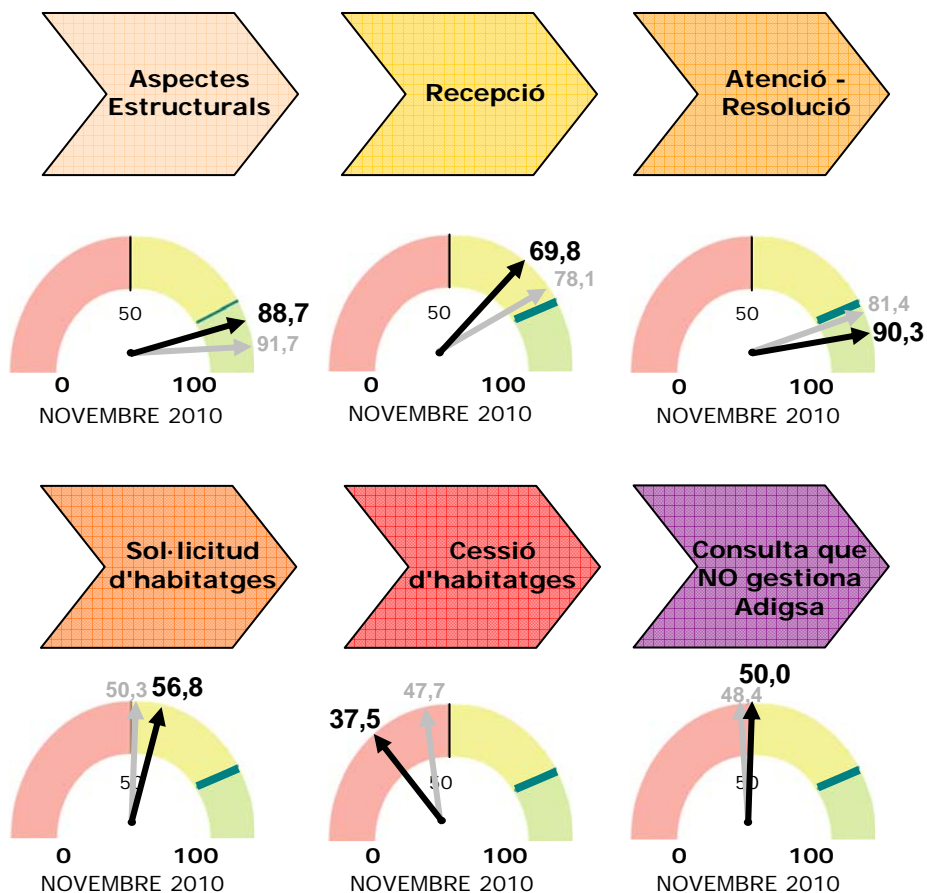 Aspectes
Estructurals
Recepció
Atenció -
Resolució
50
88,7
91,7
0
100
NOVEMBRE 2010
50
69,8
78,1
0
100
NOVEMBRE 2010
50
81,4
90,3
0
100
NOVEMBRE 2010
Sol·licitud
d'habitatges
Cessió
d'habitatges
Consulta que
NO gestiona
Adigsa
50,3
56,8
50
0
100
NOVEMBRE 2010
47,7
37,5
50
0
100
NOVEMBRE 2010
50,0
48,4
50
0
100
NOVEMBRE 2010